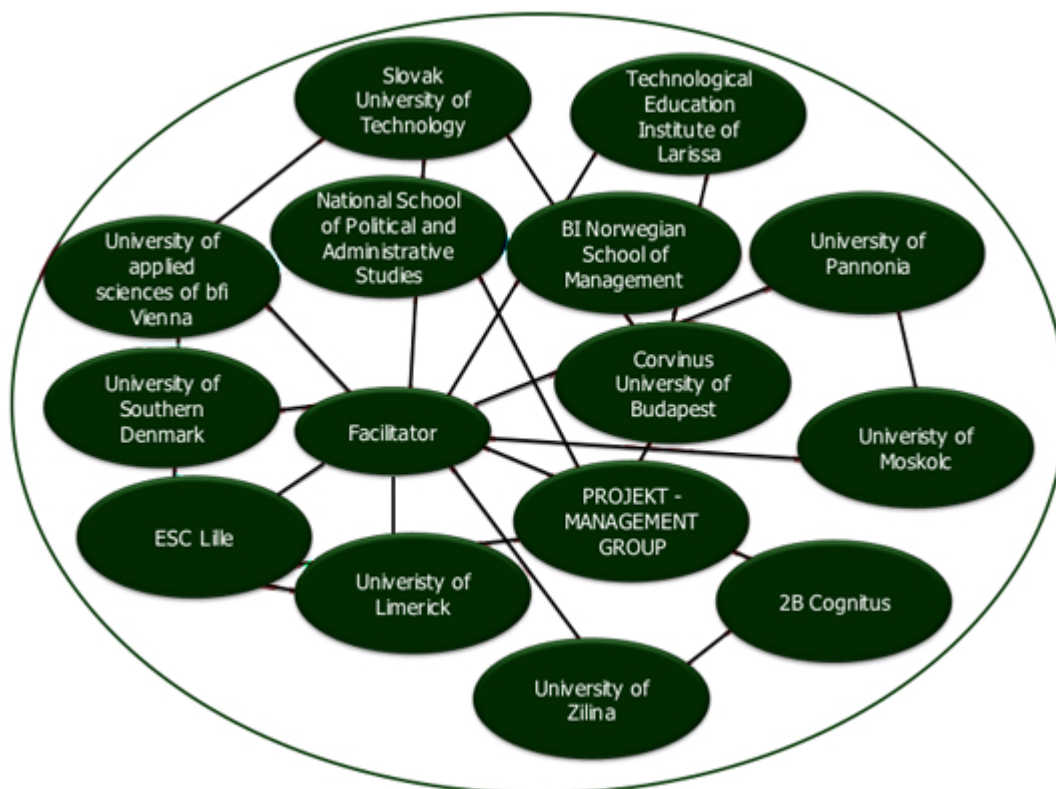 Slovak
University of
Technology
Technological
Education
Institute of
Larissa
National School
of Political and
Administrative
Studies
BI Norwegian
School of
Management
University of
Pannonia
University of
applied
sciences of bfi
Vienna
Corvinus
University of
Budapest
University of
Southern
Denmark
Facilitator
Univeristy of
Moskolc
PROJEKT -
MANAGEMENT
GROUP
ESC Lille
Univeristy of
Limerick
2B Cognitus
University of
Zilina